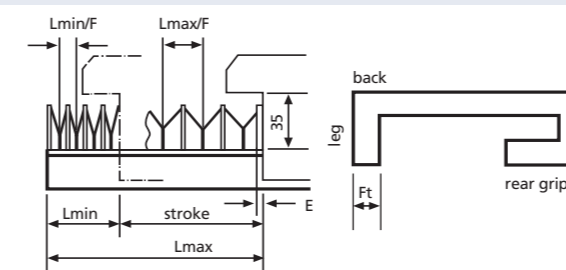 Lmin/F
Lmax/F
back
35
leg
rear grip
Ft
E
Lmin
stroke
Lmax